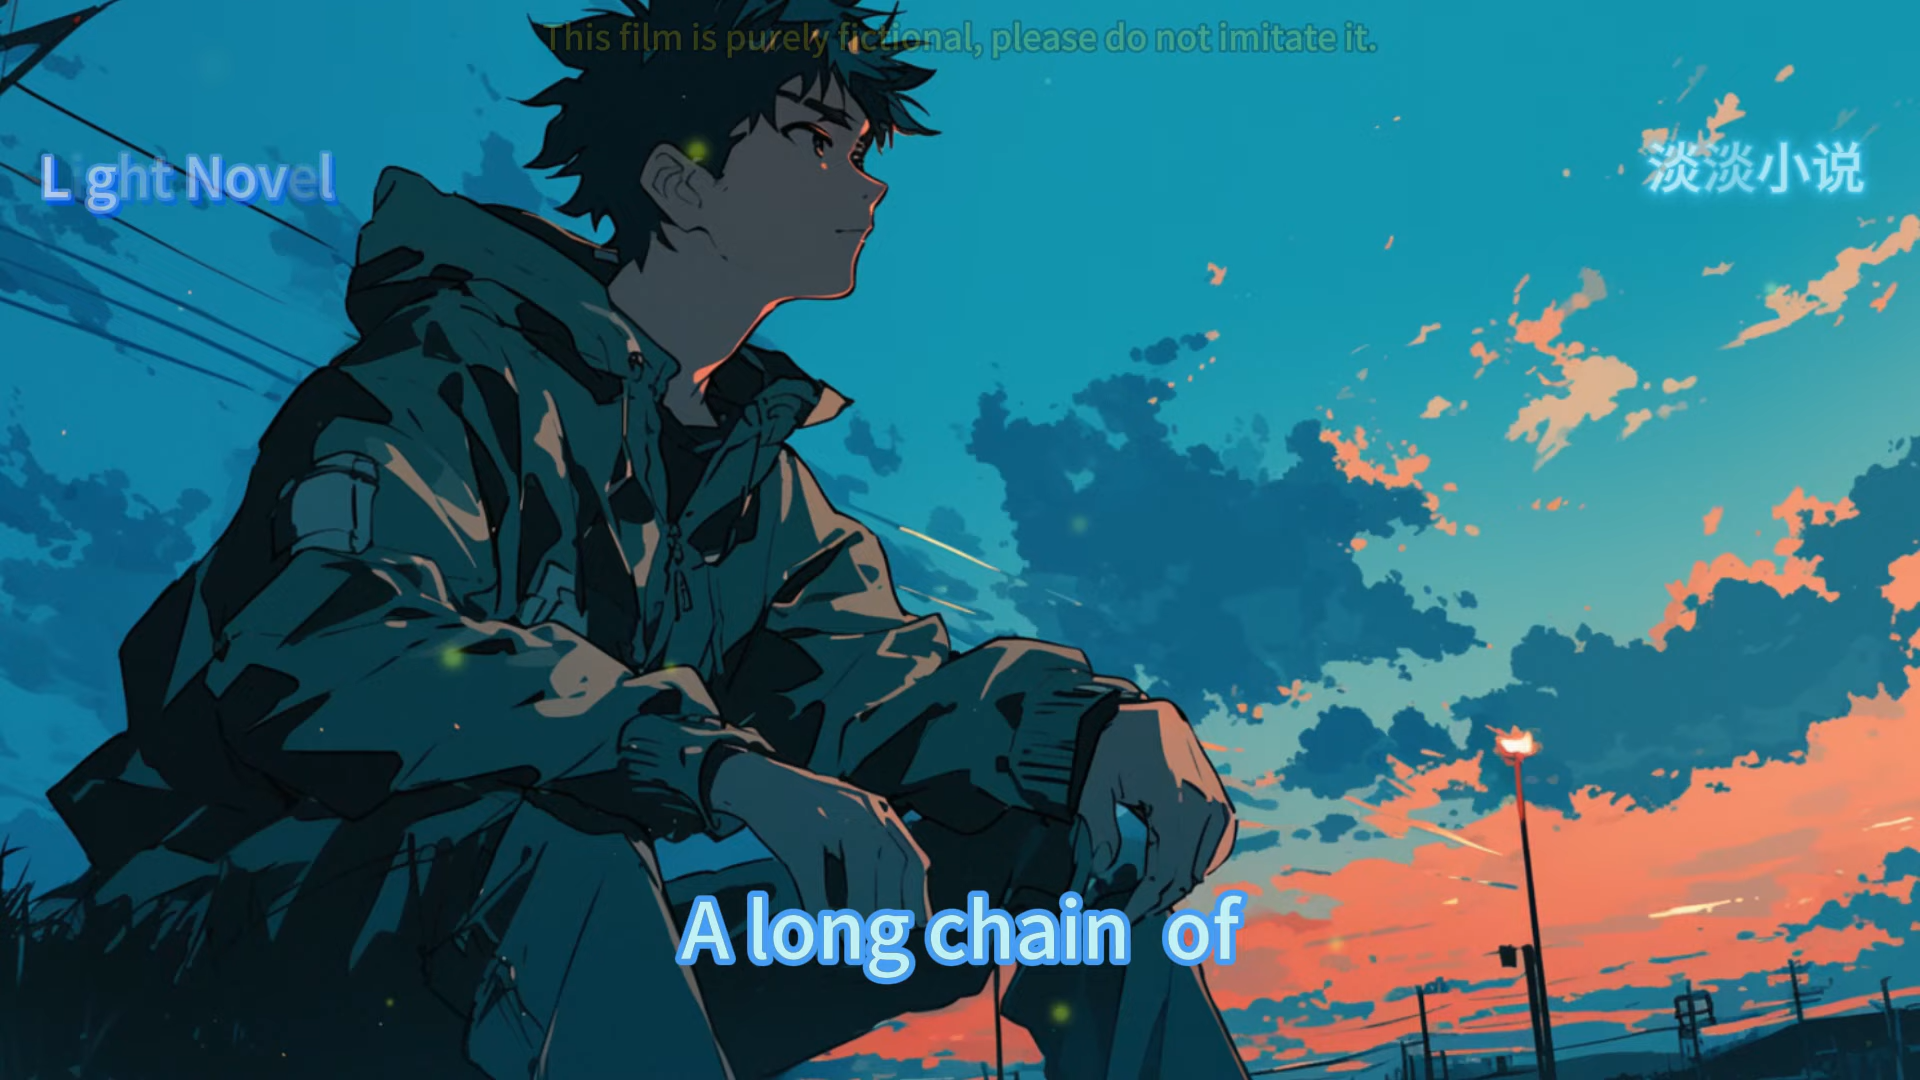 This film is purely fictional, please do not imitate it.
Light Novel
淡淡小说
A long chain of